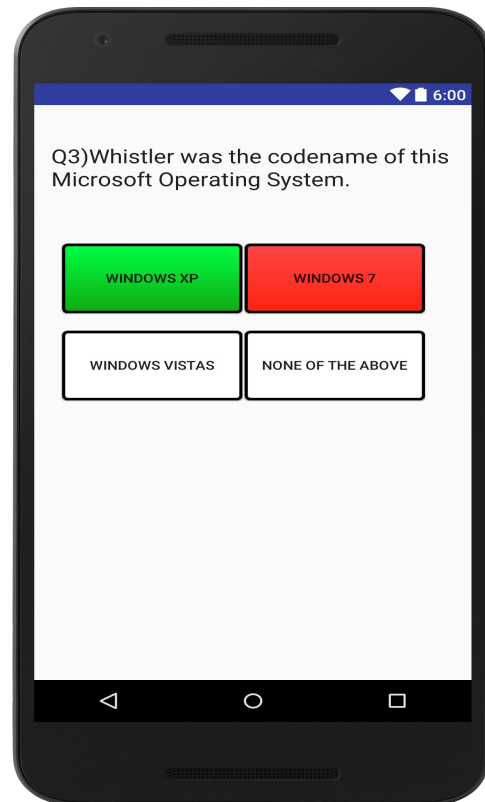 6:00
Q3)Whistler was the codename of this
Microsoft Operating System.
WINDOWS XP WINDOWS 7
WINDOWS VISTAS NONE OF THE ABOVE